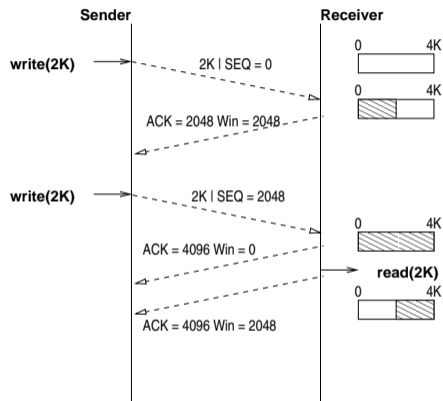 Sender Receiver
0 4K
write(2K) 2K | SEQ = 0
0 4K
ACK = 2048 Win = 2048
write(2K) 2K | SEQ = 2048
0 4K
ACK = 4096 Win = 0
read(2K)
0 4K
ACK = 4096 Win = 2048